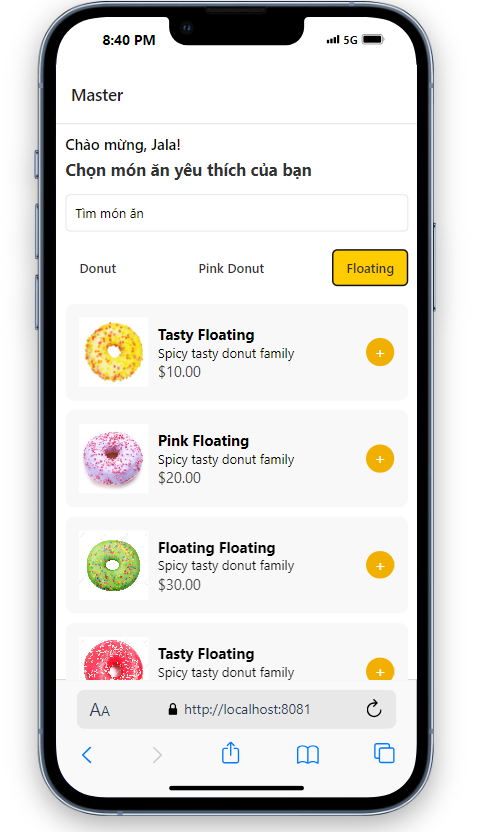 8:40 PM
5G
Master
Chào mừng, Jala!
Chọn món ăn yêu thích của bạn
Tìm món ăn
Donut
Pink Donut
Floating
Tasty Floating
Spicy tasty donut family
$10.00
+
Pink Floating
Spicy tasty donut family
$20.00
+
Floating Floating
Spicy tasty donut family
$30.00
+
Tasty Floating
Spicy tasty donut family
+
AA
http://localhost:8081